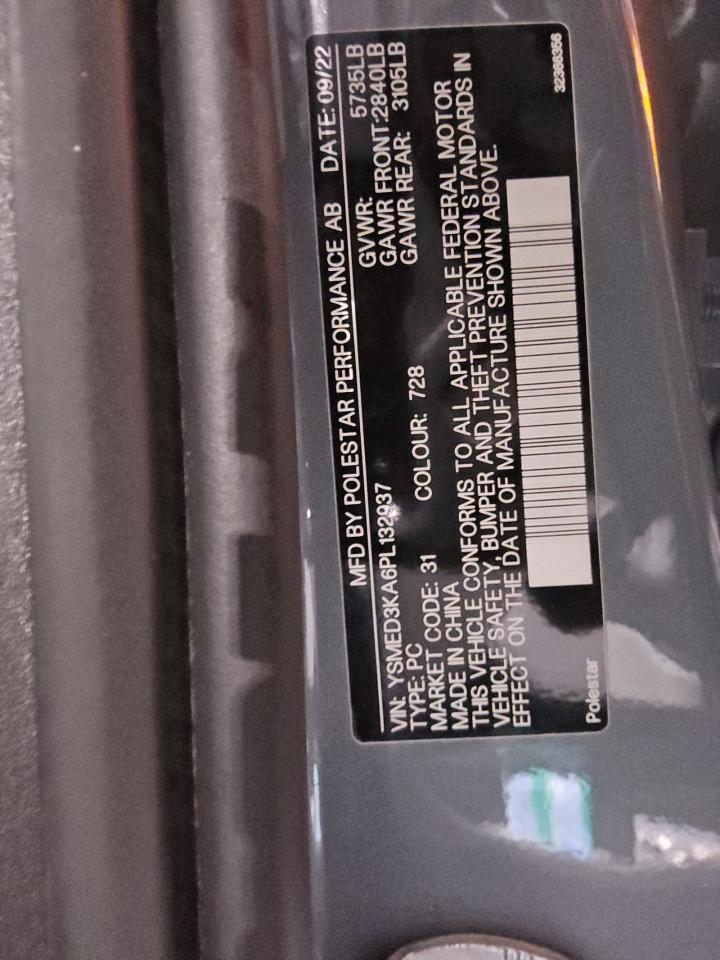 MFD BY POLESTAR PERFORMANCE AB DATE: 09/22
VIN: YSMED3KA6PL132937 GVWR: 5735LB
TYPE: PC GAWR FRONT:2840LB
MARKET CODE: 31 COLOUR: 728 GAWR REAR: 3105LB
MADE IN CHINA
THIS VEHICLE CONFORMS TO ALL APPLICABLE FEDERAL MOTOR
VEHICLE SAFETY, BUMPER AND THEFT PREVENTION STANDARDS IN
EFFECT ON THE DATE OF MANUFACTURE SHOWN ABOVE.
Polestar 32366356